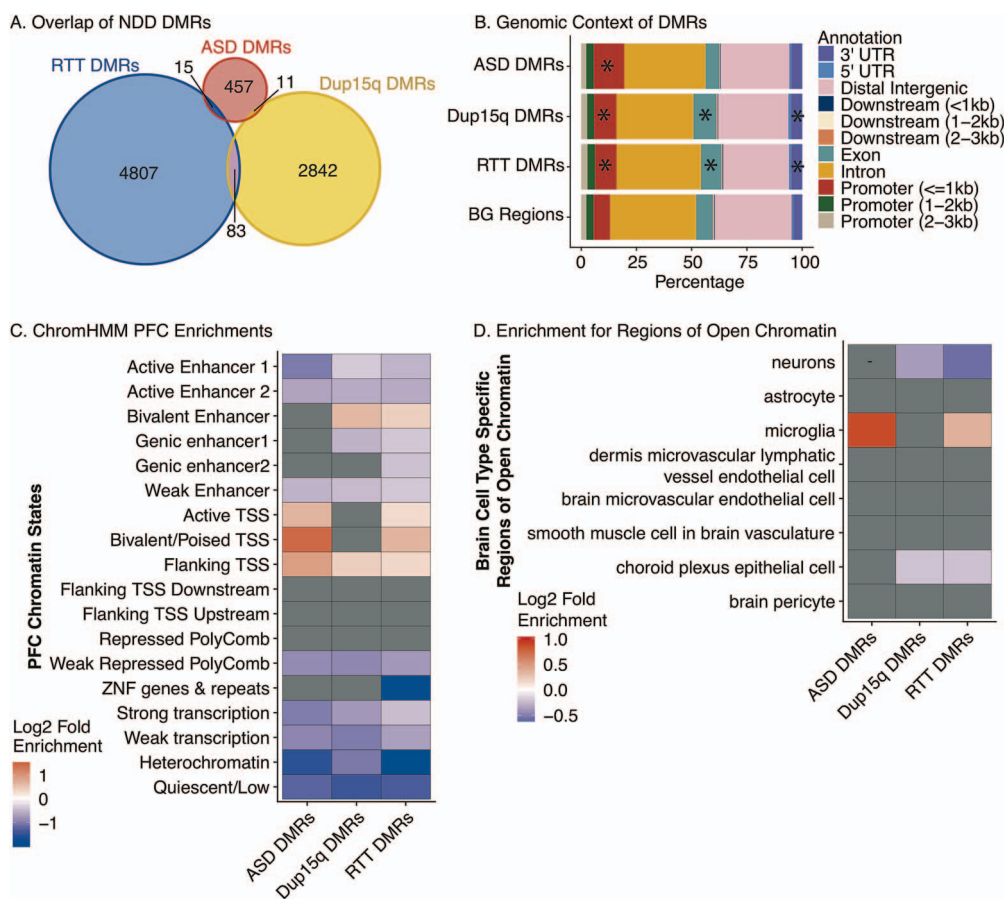 A. Overlap of NDD DMRs
ASD DMRs
RTT DMRs
15
457
11
Dup15q DMRs
4807
2842
83
B. Genomic Context of DMRs
ASD DMRs
*
Dup15q DMRs
* * *
RTT DMRs
* * *
BG Regions
0 25 50 75 100
Percentage
Annotation
3' UTR
5' UTR
Distal Intergenic
Downstream (<1kb)
Downstream (1–2kb)
Downstream (2–3kb)
Exon
Intron
Promoter (<=1kb)
Promoter (1–2kb)
Promoter (2–3kb)
C. ChromHMM PFC Enrichments
PFC Chromatin States
Active Enhancer 1
Active Enhancer 2
Bivalent Enhancer
Genic enhancer1
Genic enhancer2
Weak Enhancer
Active TSS
Bivalent/Poised TSS
Flanking TSS
Flanking TSS Downstream
Flanking TSS Upstream
Repressed PolyComb
Weak Repressed PolyComb
ZNF genes & repeats
Strong transcription
Weak transcription
Heterochromatin
Quiescent/Low
Log2 Fold
Enrichment
1
0
−1
ASD DMRs
Dup15q DMRs
RTT DMRs
D. Enrichment for Regions of Open Chromatin
Brain Cell Type Specific
Regions of Open Chromatin
neurons
-
astrocyte
microglia
dermis microvascular lymphatic
vessel endothelial cell
brain microvascular endothelial cell
smooth muscle cell in brain vasculature
choroid plexus epithelial cell
brain pericyte
Log2 Fold
Enrichment
1.0
0.5
0.0
−0.5
ASD DMRs
Dup15q DMRs
RTT DMRs